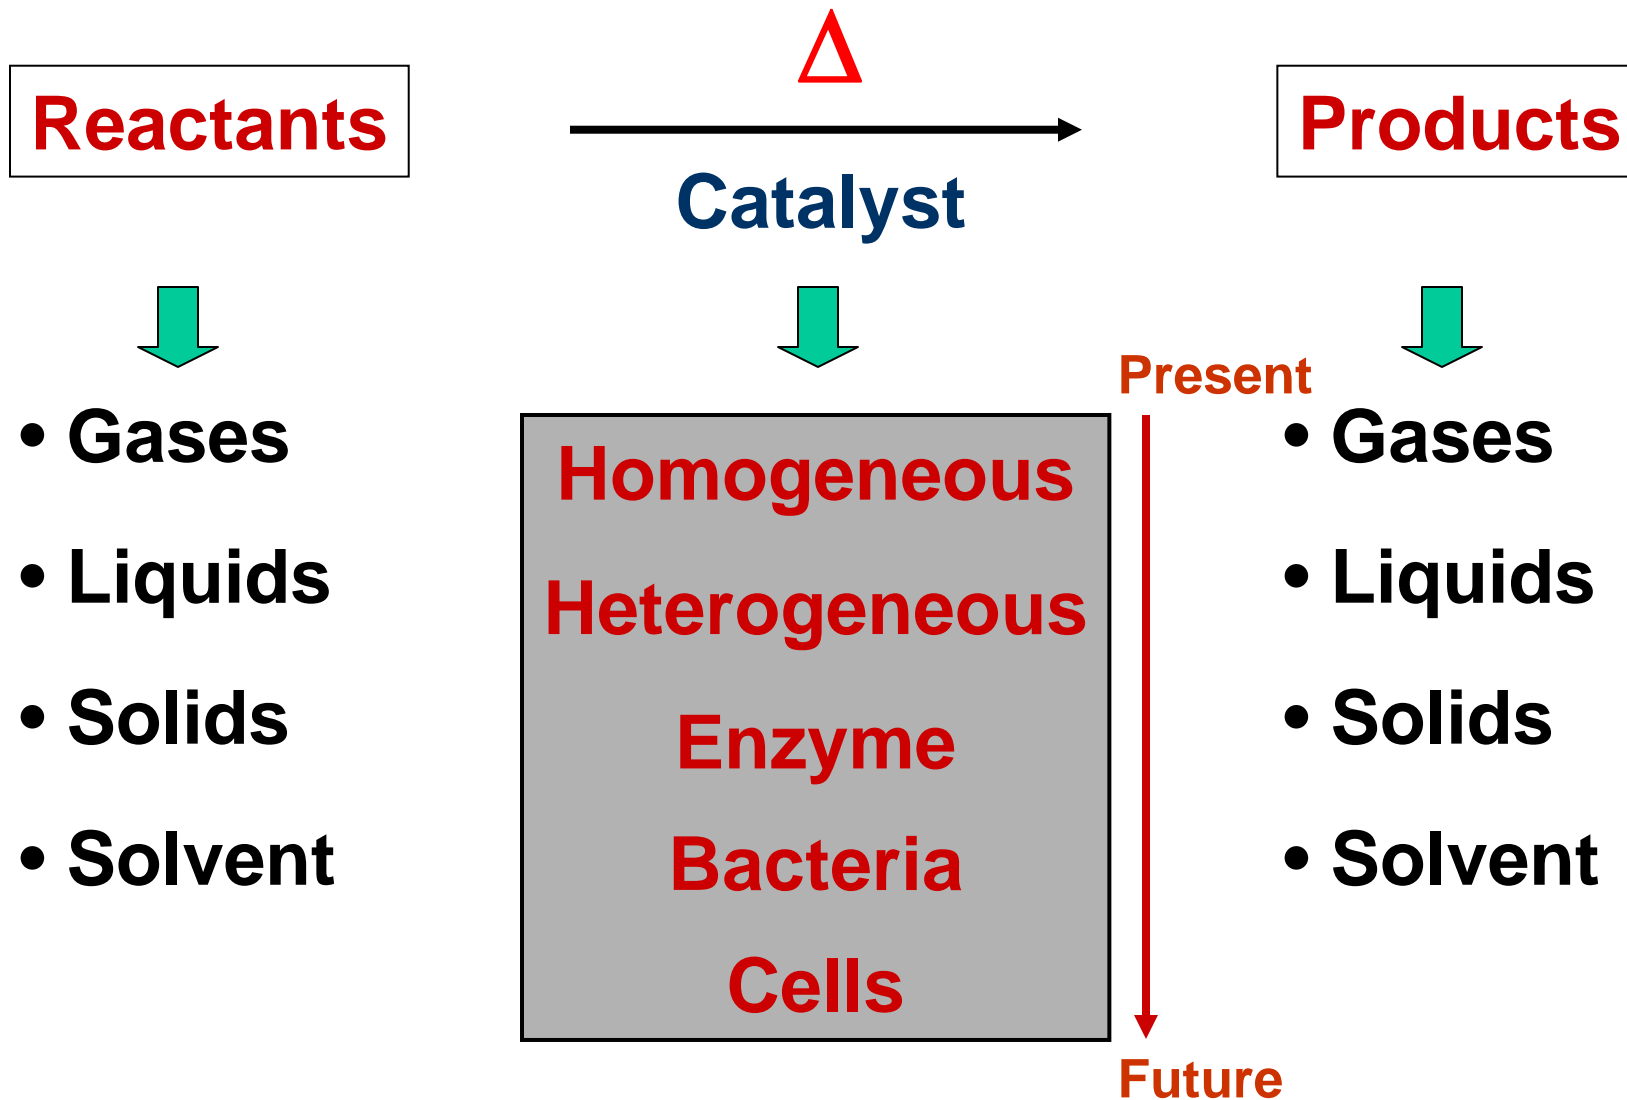 Δ
Reactants
Products
Catalyst
• Gases
• Liquids
• Solids
• Solvent
Homogeneous
Heterogeneous
Enzyme
Bacteria
Cells
Present
Future
• Gases
• Liquids
• Solids
• Solvent